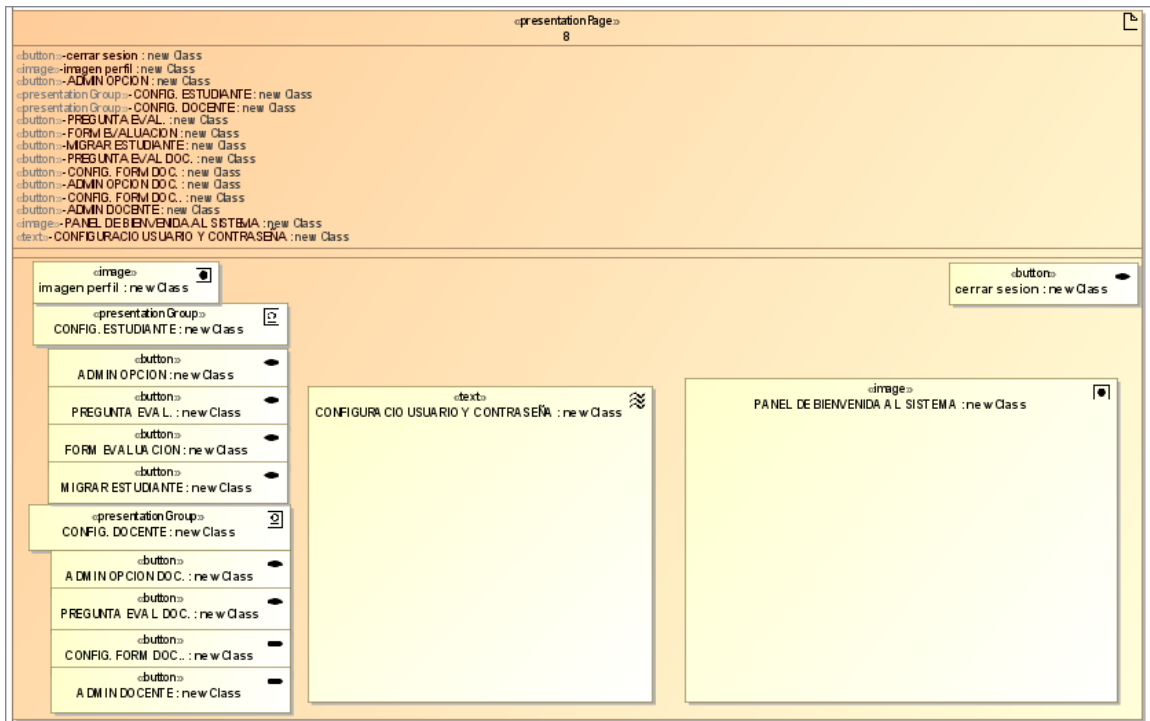 «presentationPage»
8
«button»-cerrar sesion : new Class
«image»-imagen perfil : new Class
«button»-ADMIN OPCION : new Class
«presentationGroup»-CONFIG. ESTUDIANTE : new Class
«presentationGroup»-CONFIG. DOCENTE : new Class
«button»-PREGUNTA EVAL. : new Class
«button»-FORM EVALUACION : new Class
«button»-MIGRAR ESTUDIANTE : new Class
«button»-PREGUNTA EVAL DOC. : new Class
«button»-CONFIG. FORM DOC. : new Class
«button»-ADMIN OPCION DOC. : new Class
«button»-CONFIG. FORM DOC.. : new Class
«button»-ADMIN DOCENTE : new Class
«image»-PANEL DE BIENVENIDA AL SISTEMA : new Class
«text»-CONFIGURACIO USUARIO Y CONTRASEÑA : new Class
«image»
imagen perfil : new Class
«button»
cerrar sesion : new Class
«presentationGroup»
CONFIG. ESTUDIANTE : new Class
«button»
ADMIN OPCION : new Class
«button»
PREGUNTA EVAL. : new Class
«button»
FORM EVALUACION : new Class
«button»
MIGRAR ESTUDIANTE : new Class
«presentationGroup»
CONFIG. DOCENTE : new Class
«button»
ADMIN OPCION DOC. : new Class
«button»
PREGUNTA EVAL DOC. : new Class
«button»
CONFIG. FORM DOC.. : new Class
«button»
ADMIN DOCENTE : new Class
«text»
CONFIGURACIO USUARIO Y CONTRASEÑA : new Class
«image»
PANEL DE BIENVENIDA AL SISTEMA : new Class